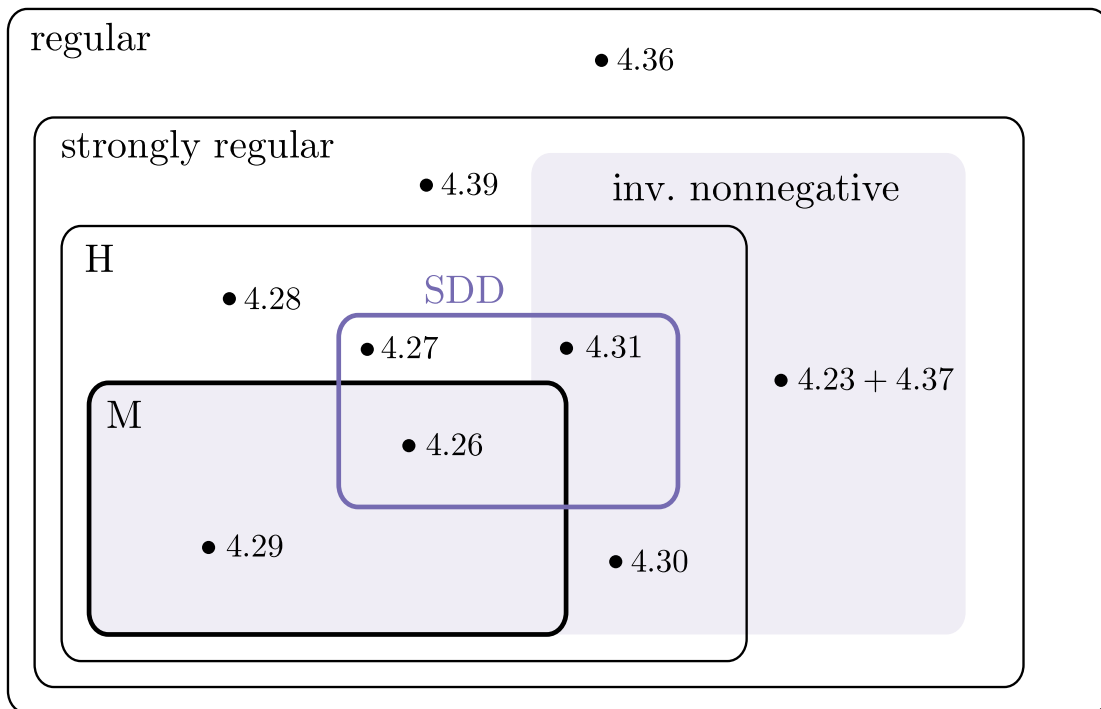 regular
4.36
strongly regular
4.39
inv. nonnegative
H
SDD
4.28
4.27
4.31
4.23 + 4.37
M
4.26
4.29
4.30